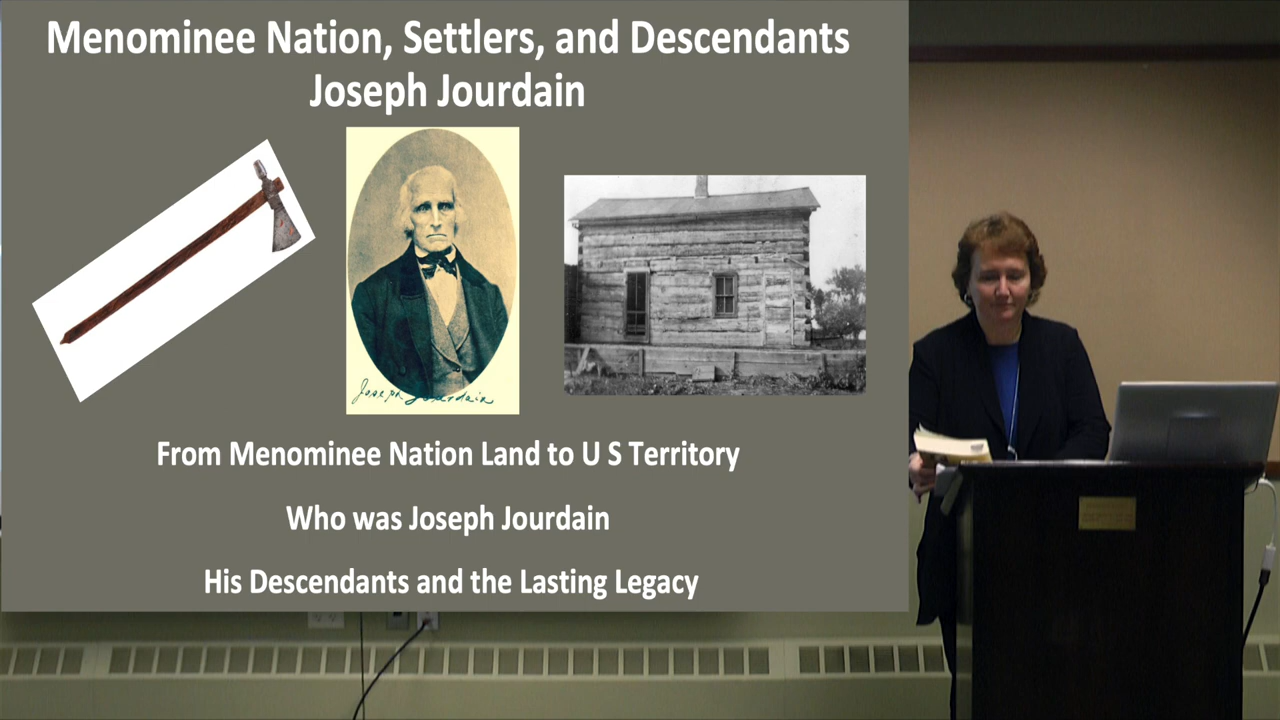 Menominee Nation, Settlers, and Descendants
Joseph Jourdain
Joseph Jourdain
From Menominee Nation Land to U S Territory
Who was Joseph Jourdain
His Descendants and the Lasting Legacy